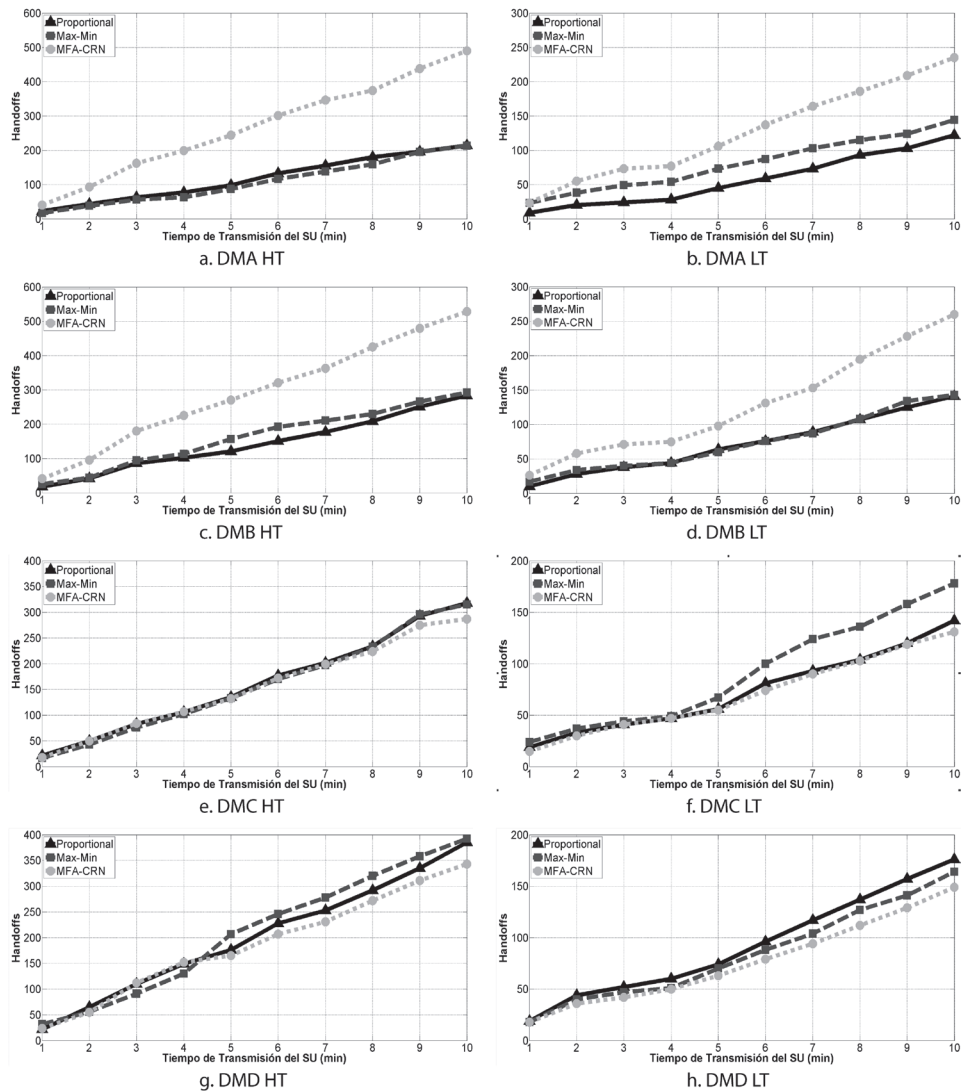 Proportional
Max-Min
MFA-CRN
Handoffs
600
500
400
300
200
100
0
1 2 3 4 5 6 7 8 9 10
Tiempo de Transmisión del SU (min)
a. DMA HT
Proportional
Max-Min
MFA-CRN
Handoffs
300
250
200
150
100
50
0
1 2 3 4 5 6 7 8 9 10
Tiempo de Transmisión del SU (min)
b. DMA LT
Proportional
Max-Min
MFA-CRN
Handoffs
600
500
400
300
200
100
0
1 2 3 4 5 6 7 8 9 10
Tiempo de Transmisión del SU (min)
c. DMB HT
Proportional
Max-Min
MFA-CRN
Handoffs
300
250
200
150
100
50
0
1 2 3 4 5 6 7 8 9 10
Tiempo de Transmisión del SU (min)
d. DMB LT
Proportional
Max-Min
MFA-CRN
Handoffs
400
350
300
250
200
150
100
50
0
1 2 3 4 5 6 7 8 9 10
Tiempo de Transmisión del SU (min)
e. DMC HT
Proportional
Max-Min
MFA-CRN
Handoffs
200
150
100
50
0
1 2 3 4 5 6 7 8 9 10
Tiempo de Transmisión del SU (min)
f. DMC LT
Proportional
Max-Min
MFA-CRN
Handoffs
400
350
300
250
200
150
100
50
0
1 2 3 4 5 6 7 8 9 10
Tiempo de Transmisión del SU (min)
g. DMD HT
Proportional
Max-Min
MFA-CRN
Handoffs
200
150
100
50
0
1 2 3 4 5 6 7 8 9 10
Tiempo de Transmisión del SU (min)
h. DMD LT